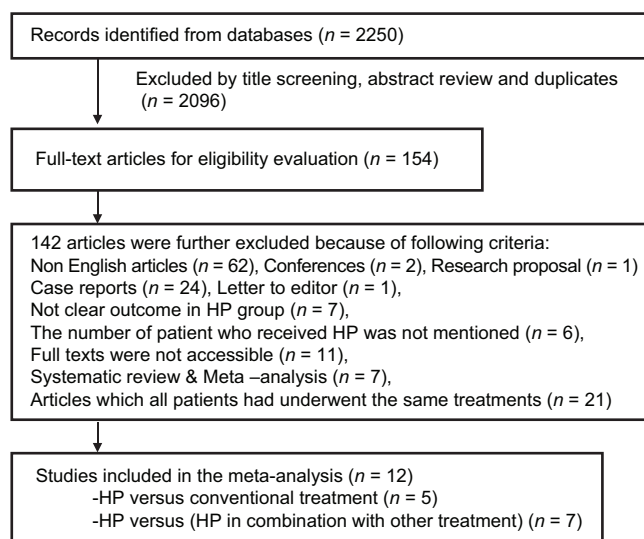 Records identified from databases (n = 2250)
Excluded by title screening, abstract review and duplicates
(n = 2096)
Full-text articles for eligibility evaluation (n = 154)
142 articles were further excluded because of following criteria:
Non English articles (n = 62), Conferences (n = 2), Research proposal (n = 1)
Case reports (n = 24), Letter to editor (n = 1),
Not clear outcome in HP group (n = 7),
The number of patient who received HP was not mentioned (n = 6),
Full texts were not accessible (n = 11),
Systematic review & Meta –analysis (n = 7),
Articles which all patients had underwent the same treatments (n = 21)
Studies included in the meta-analysis (n = 12)
-HP versus conventional treatment (n = 5)
-HP versus (HP in combination with other treatment) (n = 7)